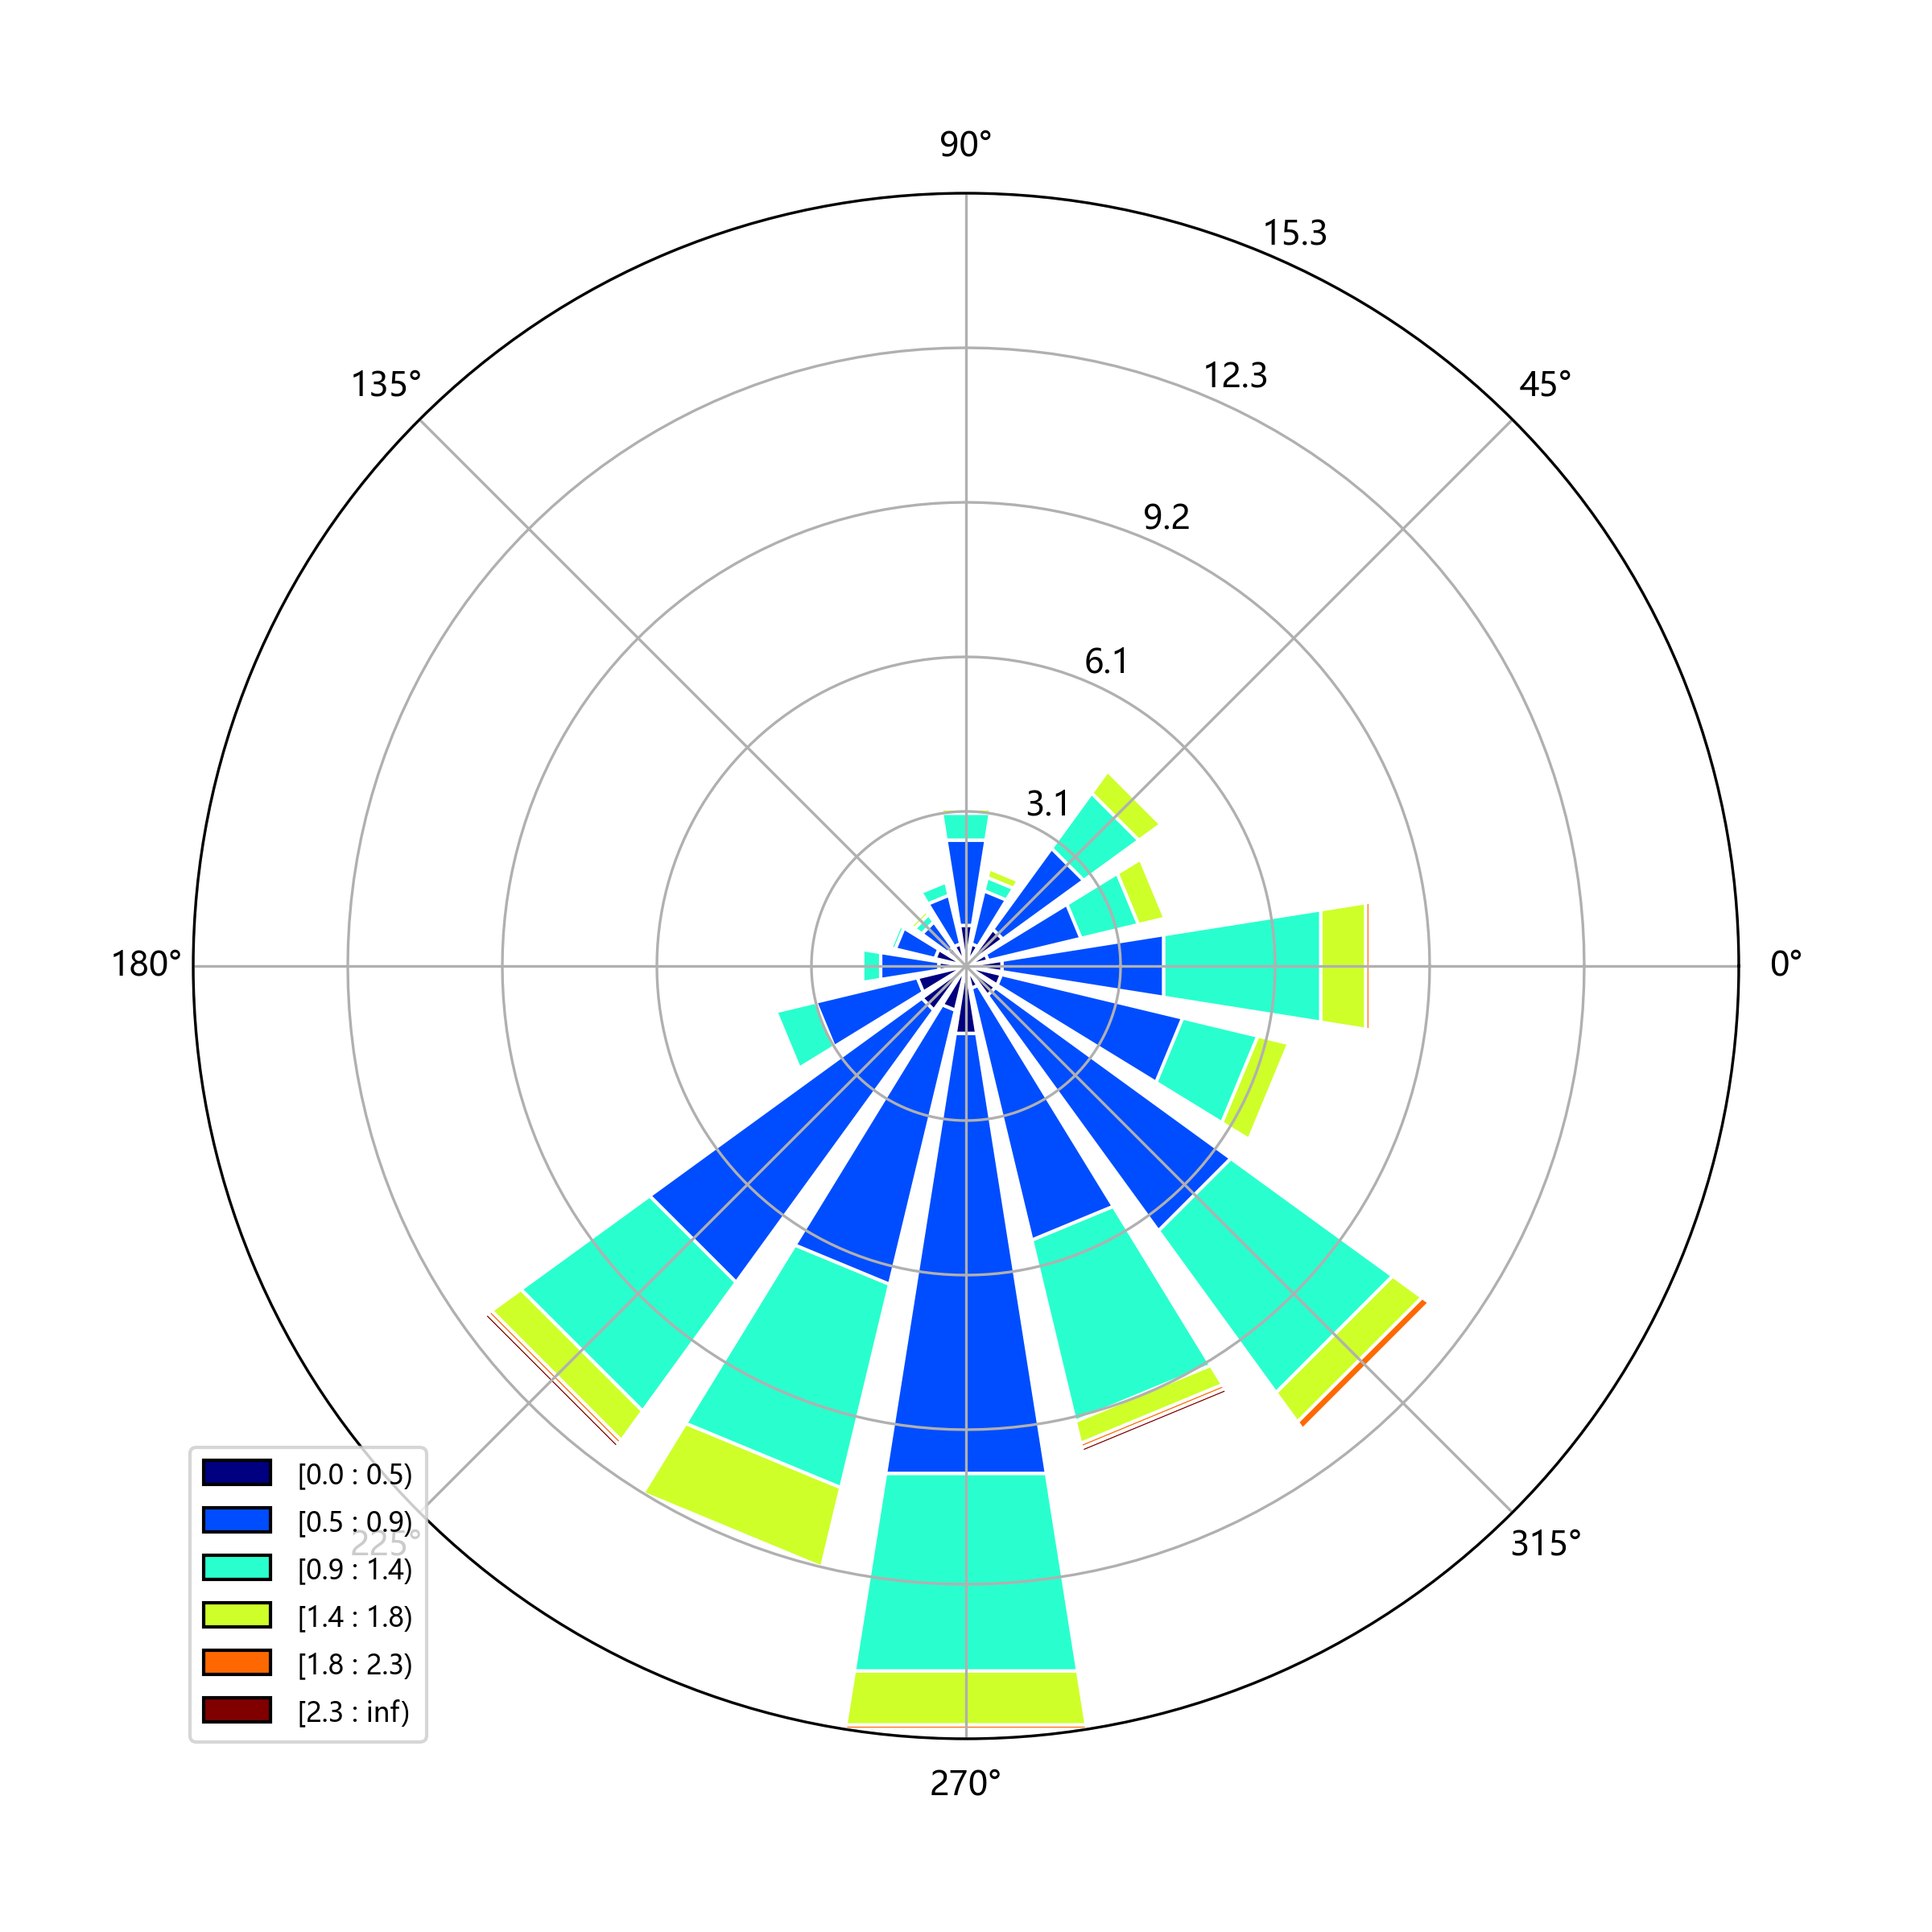 90°
15.3
12.3
135°
45°
9.2
6.1
3.1
180°
0°
[0.0 : 0.5)
[0.5 : 0.9)
225°
315°
[0.9 : 1.4)
[1.4 : 1.8)
[1.8 : 2.3)
[2.3 : inf)
270°